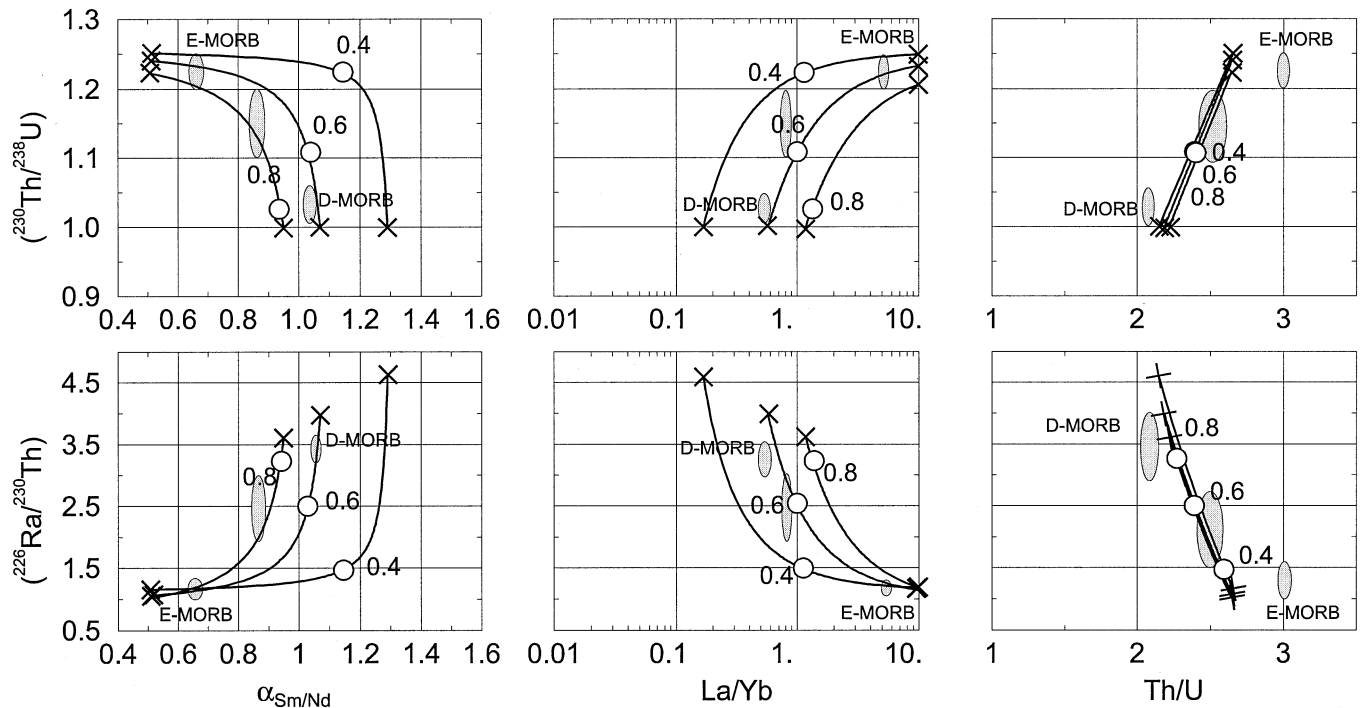 1.3
1.2
1.1
1.0
0.9
(²³⁰Th/²³⁸U)
E-MORB
0.4
0.6
0.8
D-MORB
0.4 0.6 0.8 1.0 1.2 1.4 1.6
E-MORB
0.4
0.6
D-MORB
0.8
0.01 0.1 1. 10.
E-MORB
0.4
0.6
0.8
D-MORB
1 2 3
4.5
3.5
2.5
1.5
0.5
(²²⁶Ra/²³⁰Th)
D-MORB
0.8
0.6
0.4
E-MORB
0.4 0.6 0.8 1.0 1.2 1.4 1.6
α Sm/Nd
D-MORB
0.8
0.6
0.4
E-MORB
0.01 0.1 1. 10.
La/Yb
D-MORB
0.8
0.6
0.4
E-MORB
1 2 3
Th/U